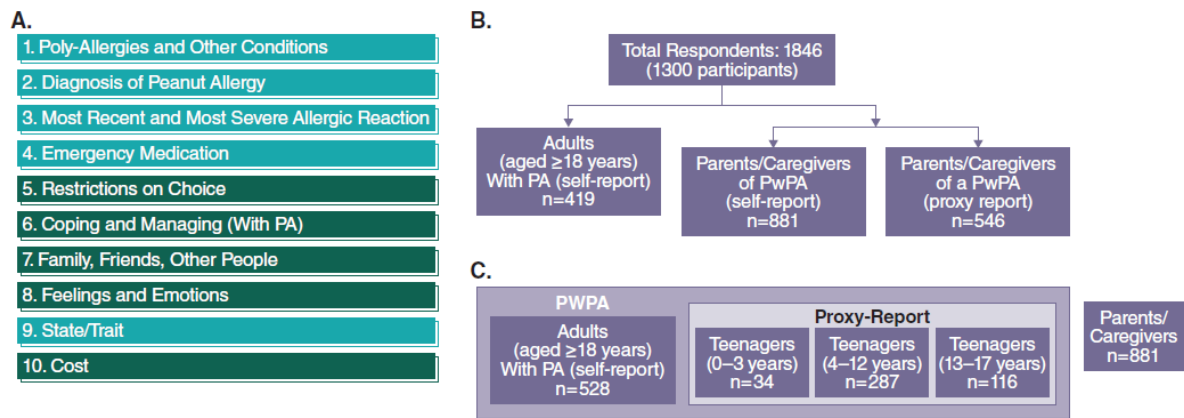 A.
1. Poly-Allergies and Other Conditions
2. Diagnosis of Peanut Allergy
3. Most Recent and Most Severe Allergic Reaction
4. Emergency Medication
5. Restrictions on Choice
6. Coping and Managing (With PA)
7. Family, Friends, Other People
8. Feelings and Emotions
9. State/Trait
10. Cost
B.
Total Respondents: 1846
(1300 participants)
Adults
(aged ≥18 years)
With PA (self-report)
n=419
Parents/Caregivers
of PwPA
(self-report)
n=881
Parents/Caregivers
of a PwPA
(proxy report)
n=546
C.
PWPA
Adults
(aged ≥18 years)
With PA (self-report)
n=528
Proxy-Report
Teenagers
(0–3 years)
n=34
Teenagers
(4–12 years)
n=287
Teenagers
(13–17 years)
n=116
Parents/
Caregivers
n=881